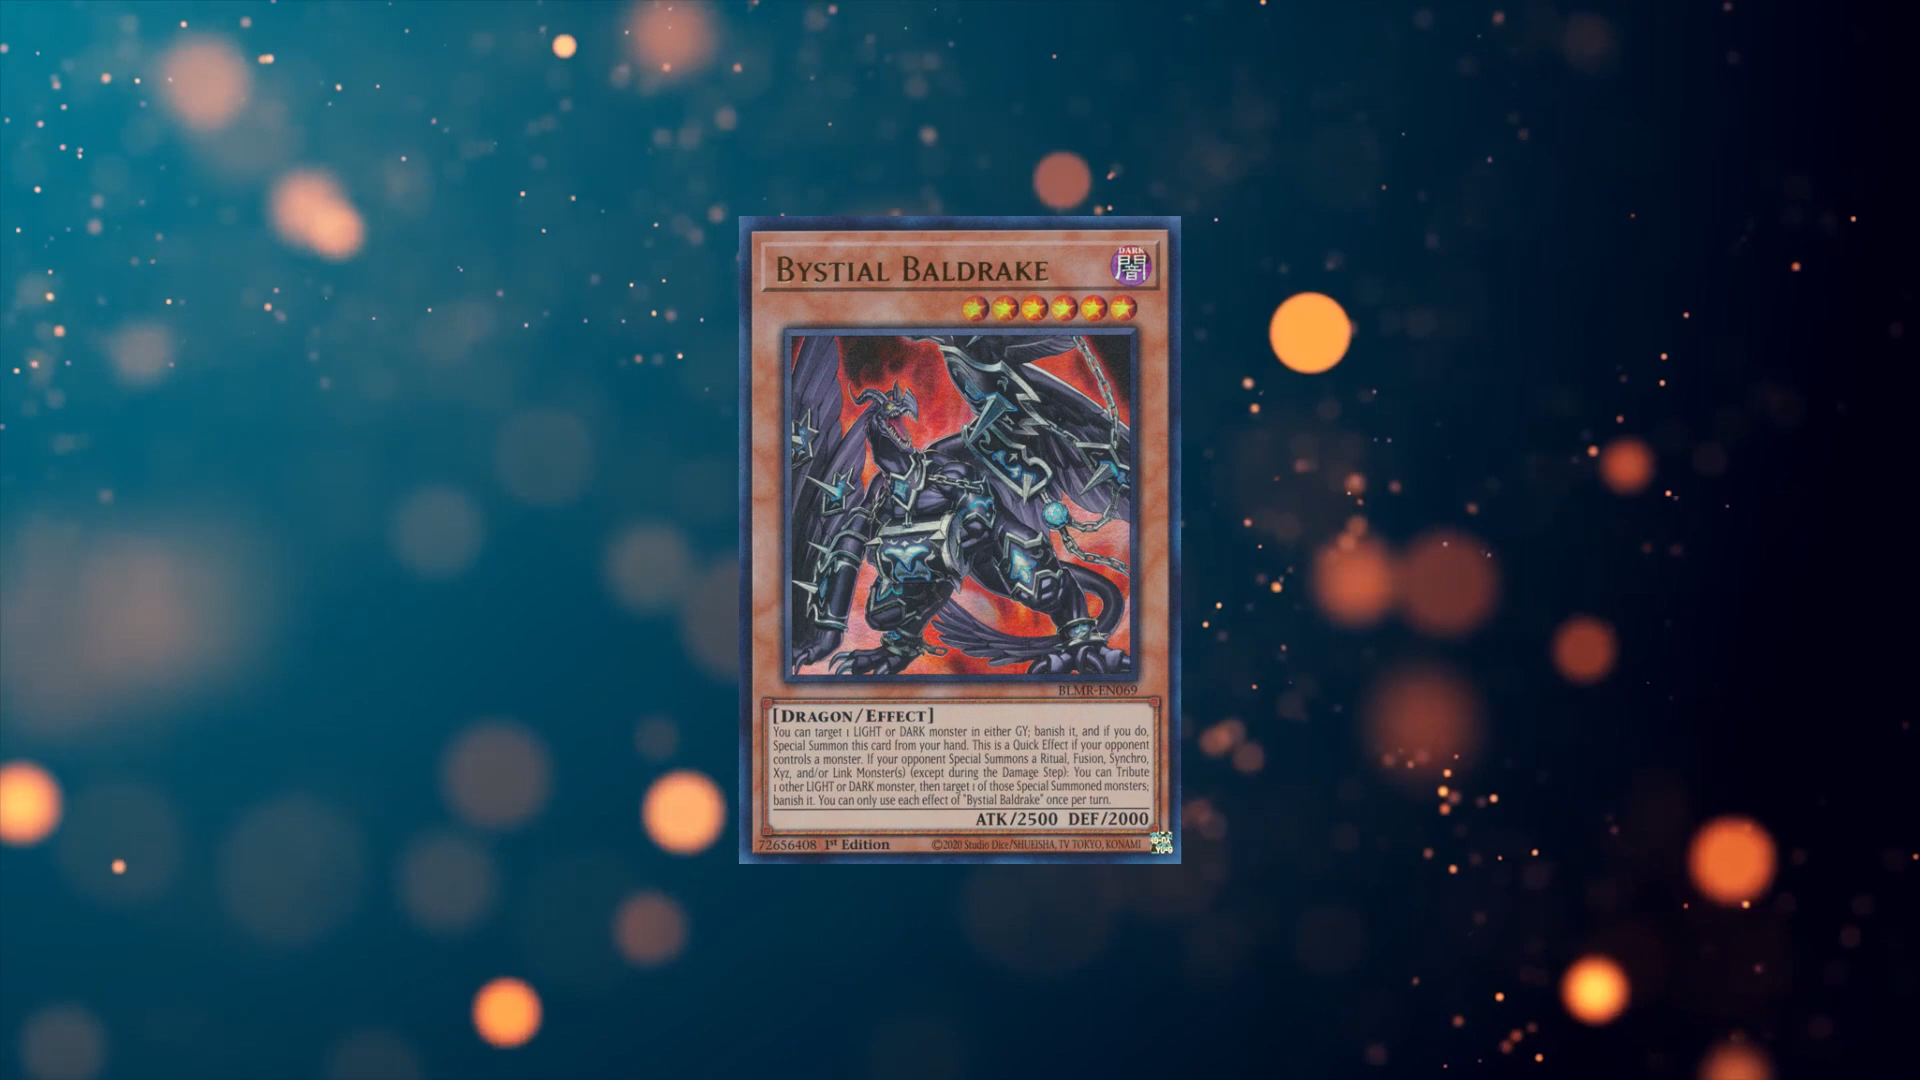 BYSTIAL BALDRAKE
DARK
闇
BLMR-EN069
[DRAGON/EFFECT]
You can target 1 LIGHT or DARK monster in either GY; banish it, and if you do,
Special Summon this card from your hand. This is a Quick Effect if your opponent
controls a monster. If your opponent Special Summons a Ritual, Fusion, Synchro,
Xyz, and/or Link Monster(s) (except during the Damage Step): You can Tribute
1 other LIGHT or DARK monster, then target 1 of those Special Summoned monsters;
banish it. You can only use each effect of "Bystial Baldrake" once per turn.
ATK/2500 DEF/2000
72656408 1st Edition ©2020 Studio Dice/SHUEISHA, TV TOKYO, KONAMI